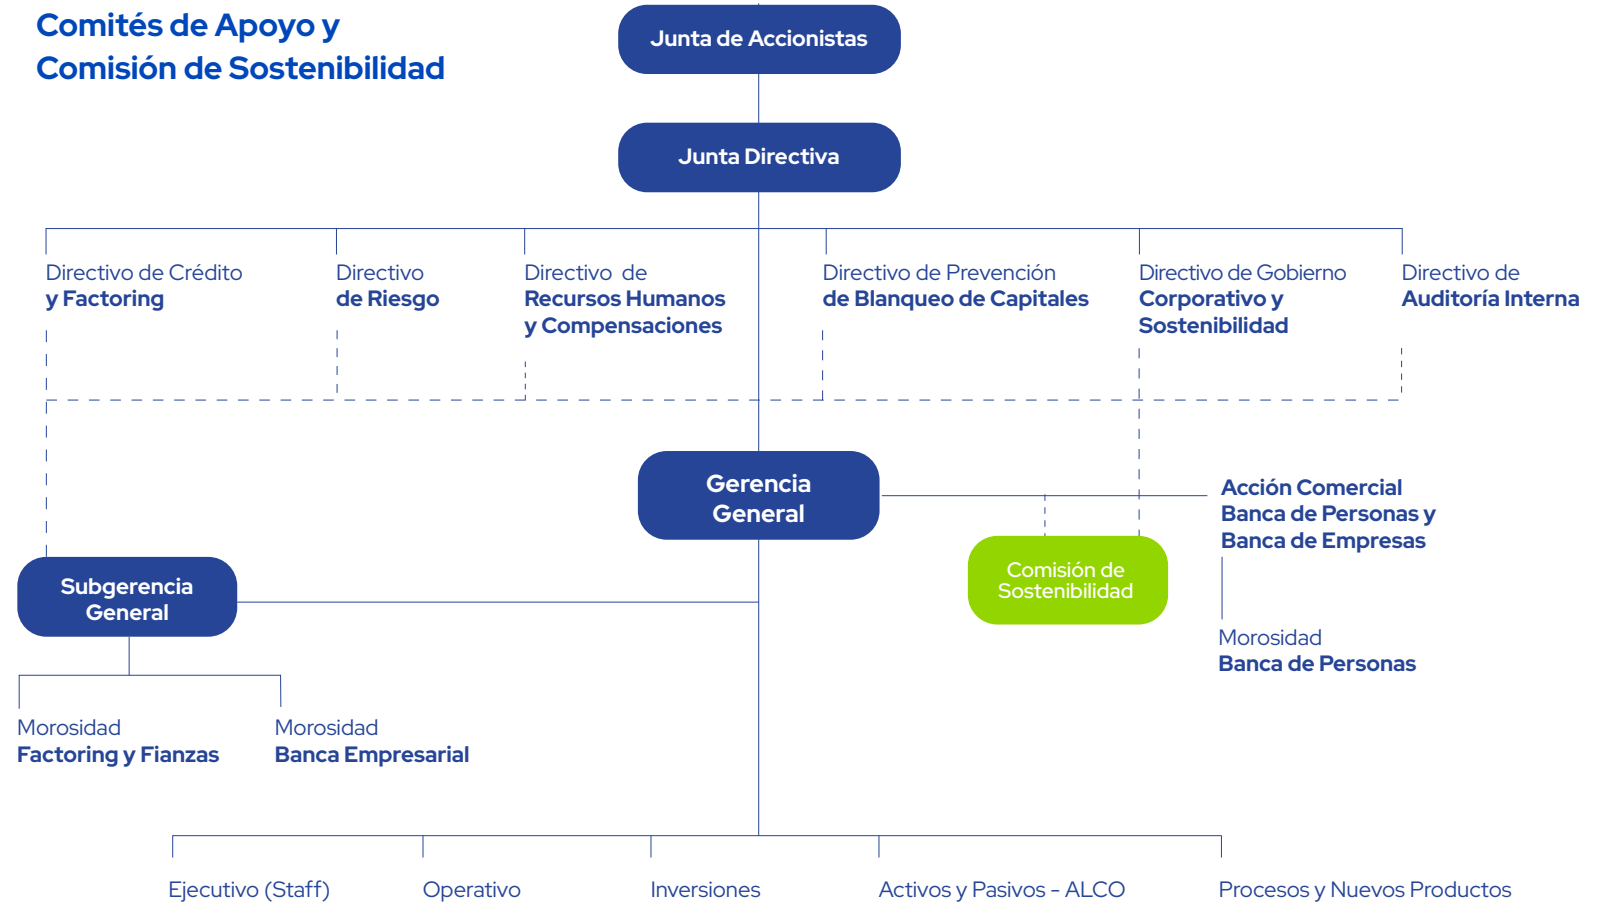 Comités de Apoyo y
Comisión de Sostenibilidad
Junta de Accionistas
Junta Directiva
Directivo de Crédito
y Factoring
Directivo
de Riesgo
Directivo de
Recursos Humanos
y Compensaciones
Directivo de Prevención
de Blanqueo de Capitales
Directivo de Gobierno
Corporativo y
Sostenibilidad
Directivo de
Auditoría Interna
Gerencia
General
Acción Comercial
Banca de Personas y
Banca de Empresas
Comisión de
Sostenibilidad
Subgerencia
General
Morosidad
Banca de Personas
Morosidad
Factoring y Fianzas
Morosidad
Banca Empresarial
Ejecutivo (Staff)
Operativo
Inversiones
Activos y Pasivos - ALCO
Procesos y Nuevos Productos